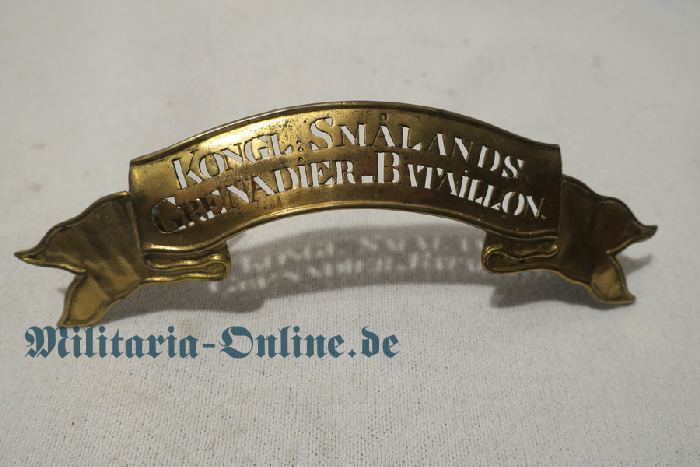 KONGL: SMÅLANDS
GRENADIER-BATAILLON.
Militaria-Online.de